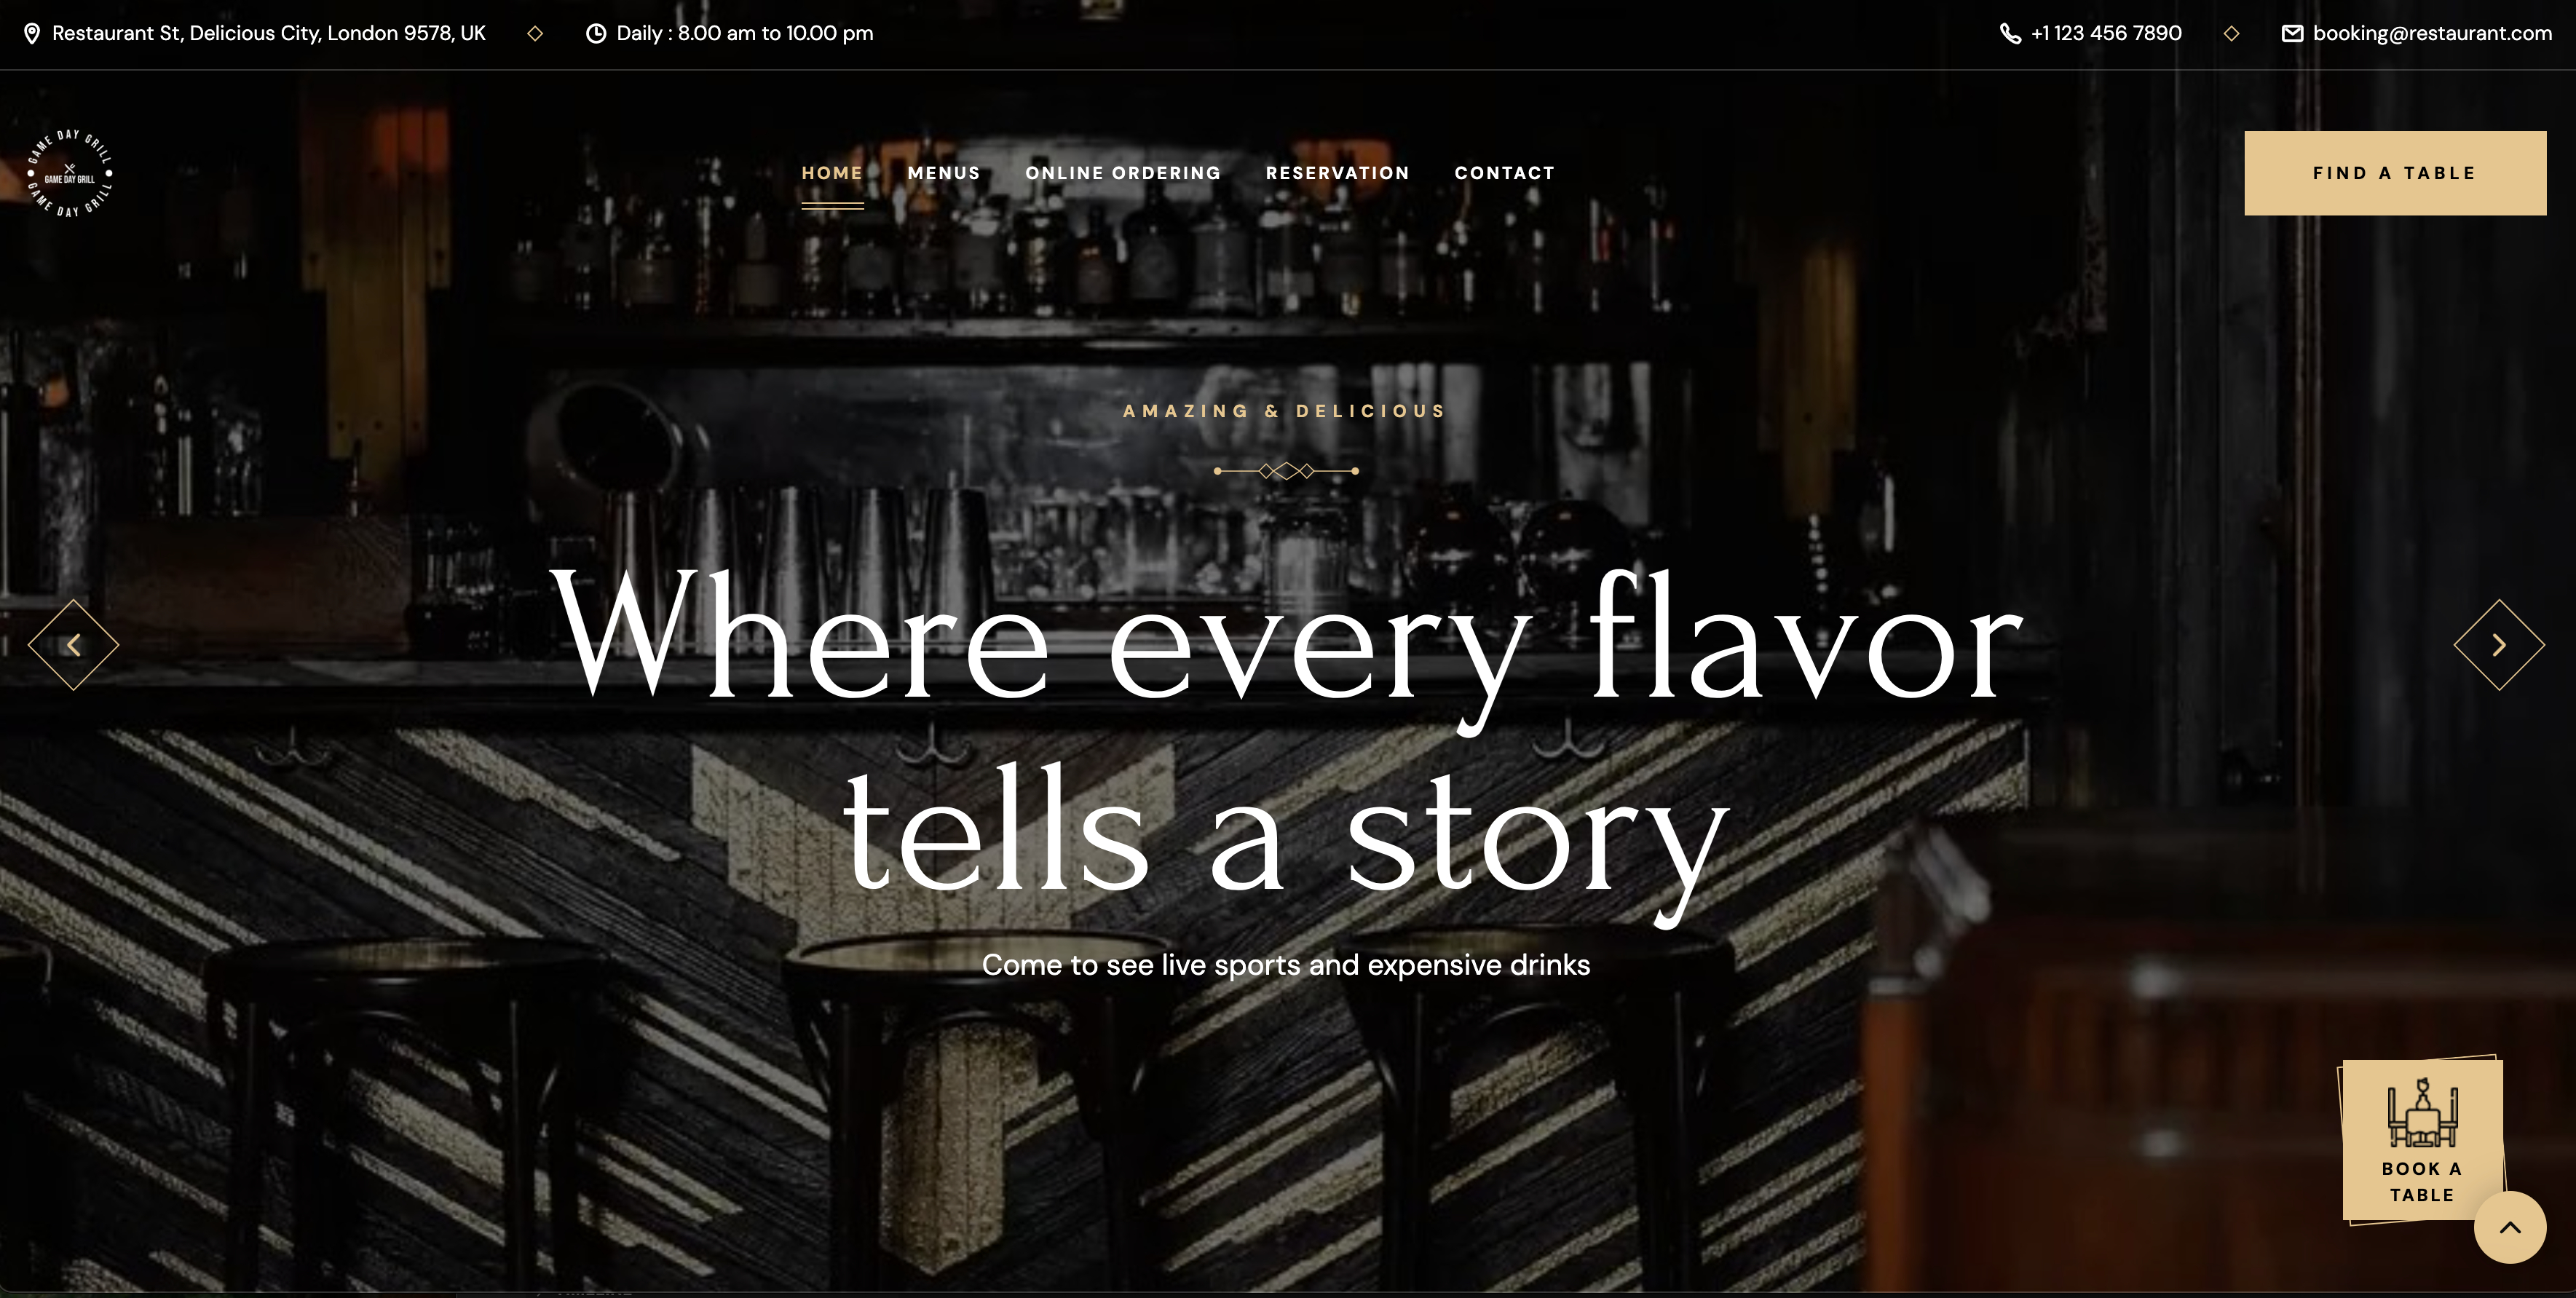 Restaurant St, Delicious City, London 9578, UK
Daily : 8.00 am to 10.00 pm
+1 123 456 7890
booking@restaurant.com
GAME DAY GRILL
GAME DAY GRILL
GAME DAY GRILL
HOME
MENUS
ONLINE ORDERING
RESERVATION
CONTACT
FIND A TABLE
AMAZING & DELICIOUS
Where every flavor
tells a story
Come to see live sports and expensive drinks
BOOK A
TABLE